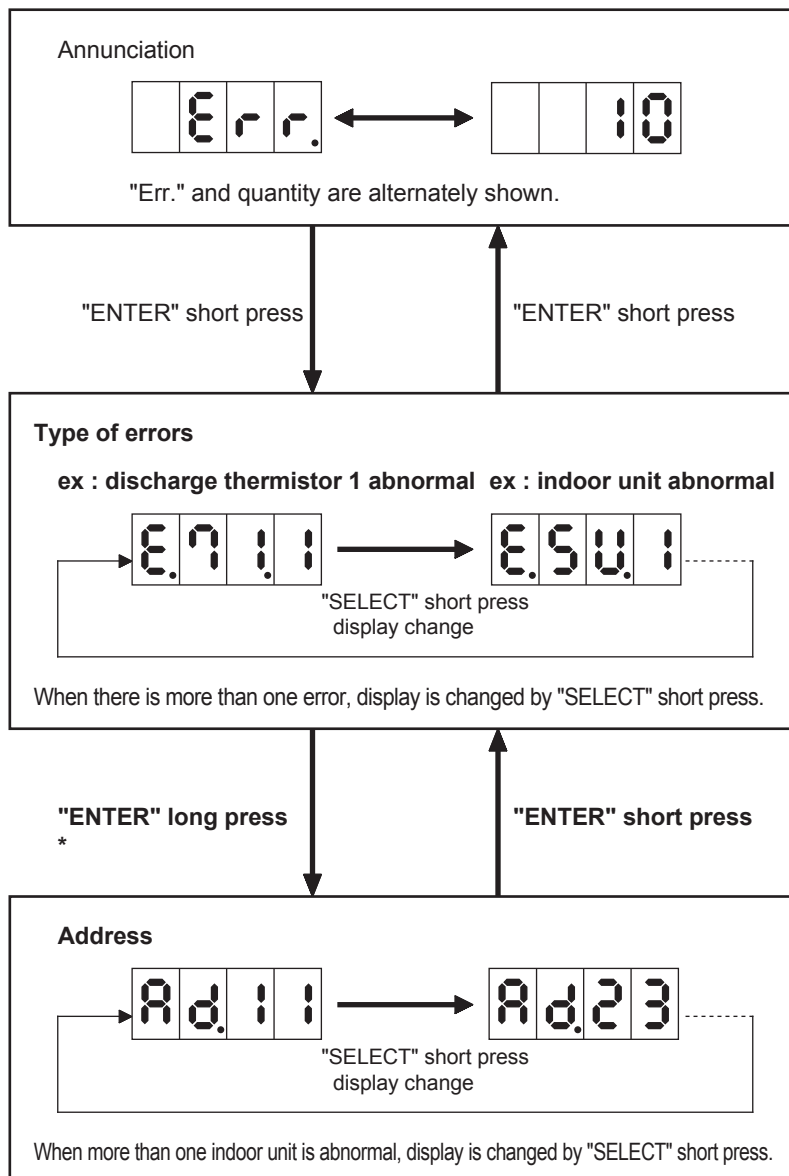 Annunciation
Err. 10
"Err." and quantity are alternately shown.
"ENTER" short press "ENTER" short press
Type of errors
ex : discharge thermistor 1 abnormal ex : indoor unit abnormal
E.71.1 E.5U.1
"SELECT" short press
display change
When there is more than one error, display is changed by "SELECT" short press.
"ENTER" long press "ENTER" short press
*
Address
Ad.11 Ad.23
"SELECT" short press
display change
When more than one indoor unit is abnormal, display is changed by "SELECT" short press.